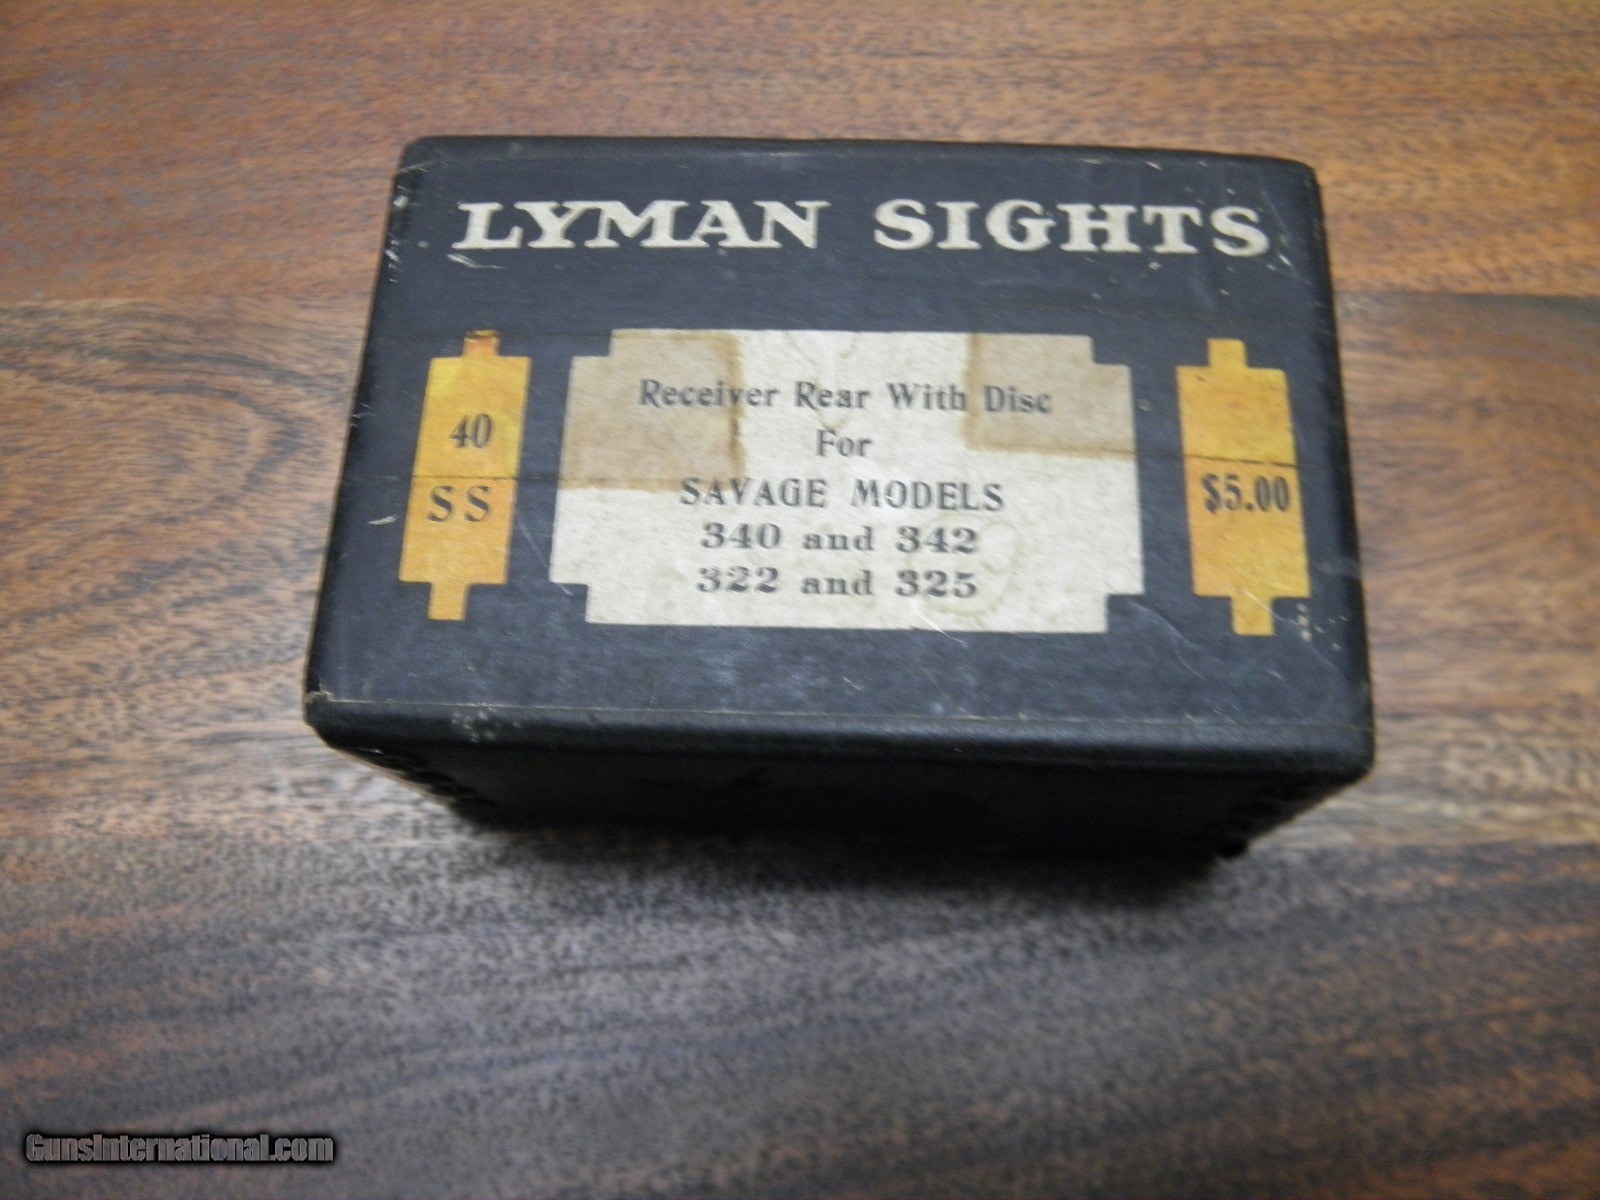 LYMAN SIGHTS
40
SS
Receiver Rear With Disc
For
SAVAGE MODELS
340 and 342
322 and 325
$5.00
GunsInternational.com